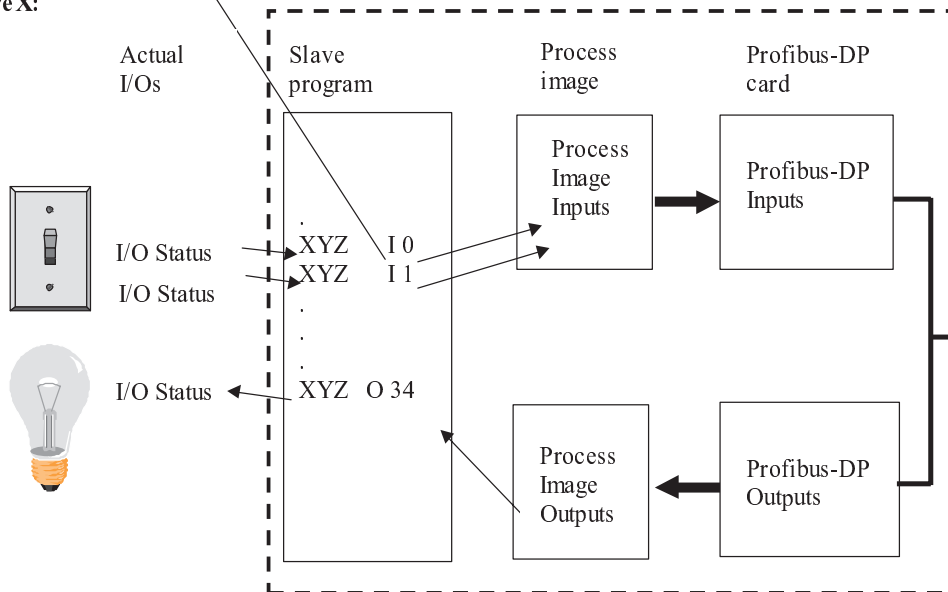 Actual
I/Os
Slave
program
Process
image
Profibus-DP
card
Process
Image
Inputs
Profibus-DP
Inputs
.
I/O Status
XYZ I 0
I/O Status
XYZ I 1
.
.
.
I/O Status
XYZ O 34
Process
Image
Outputs
Profibus-DP
Outputs